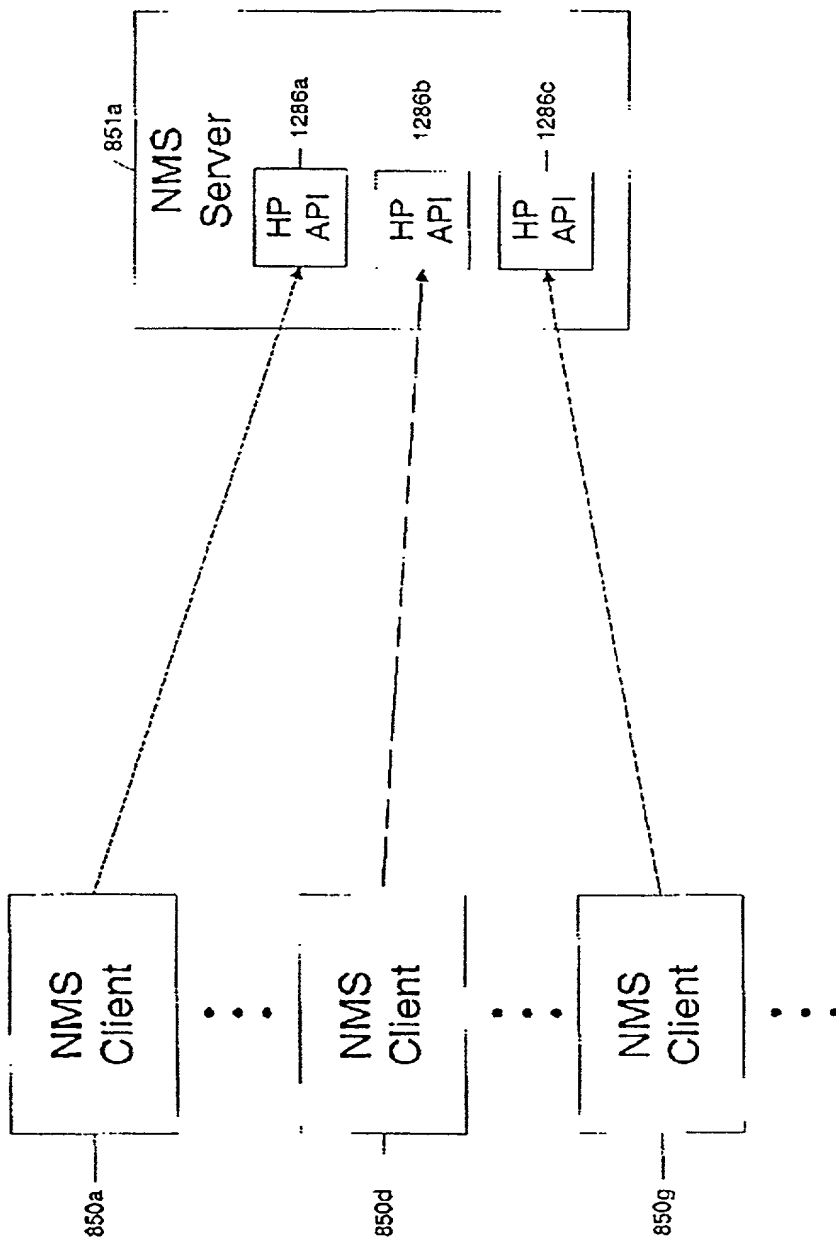 850a
NMS
Client
850d
NMS
Client
850g
NMS
Client
851a
NMS
Server
HP
API
1286a
HP
API
1286b
HP
API
1286c